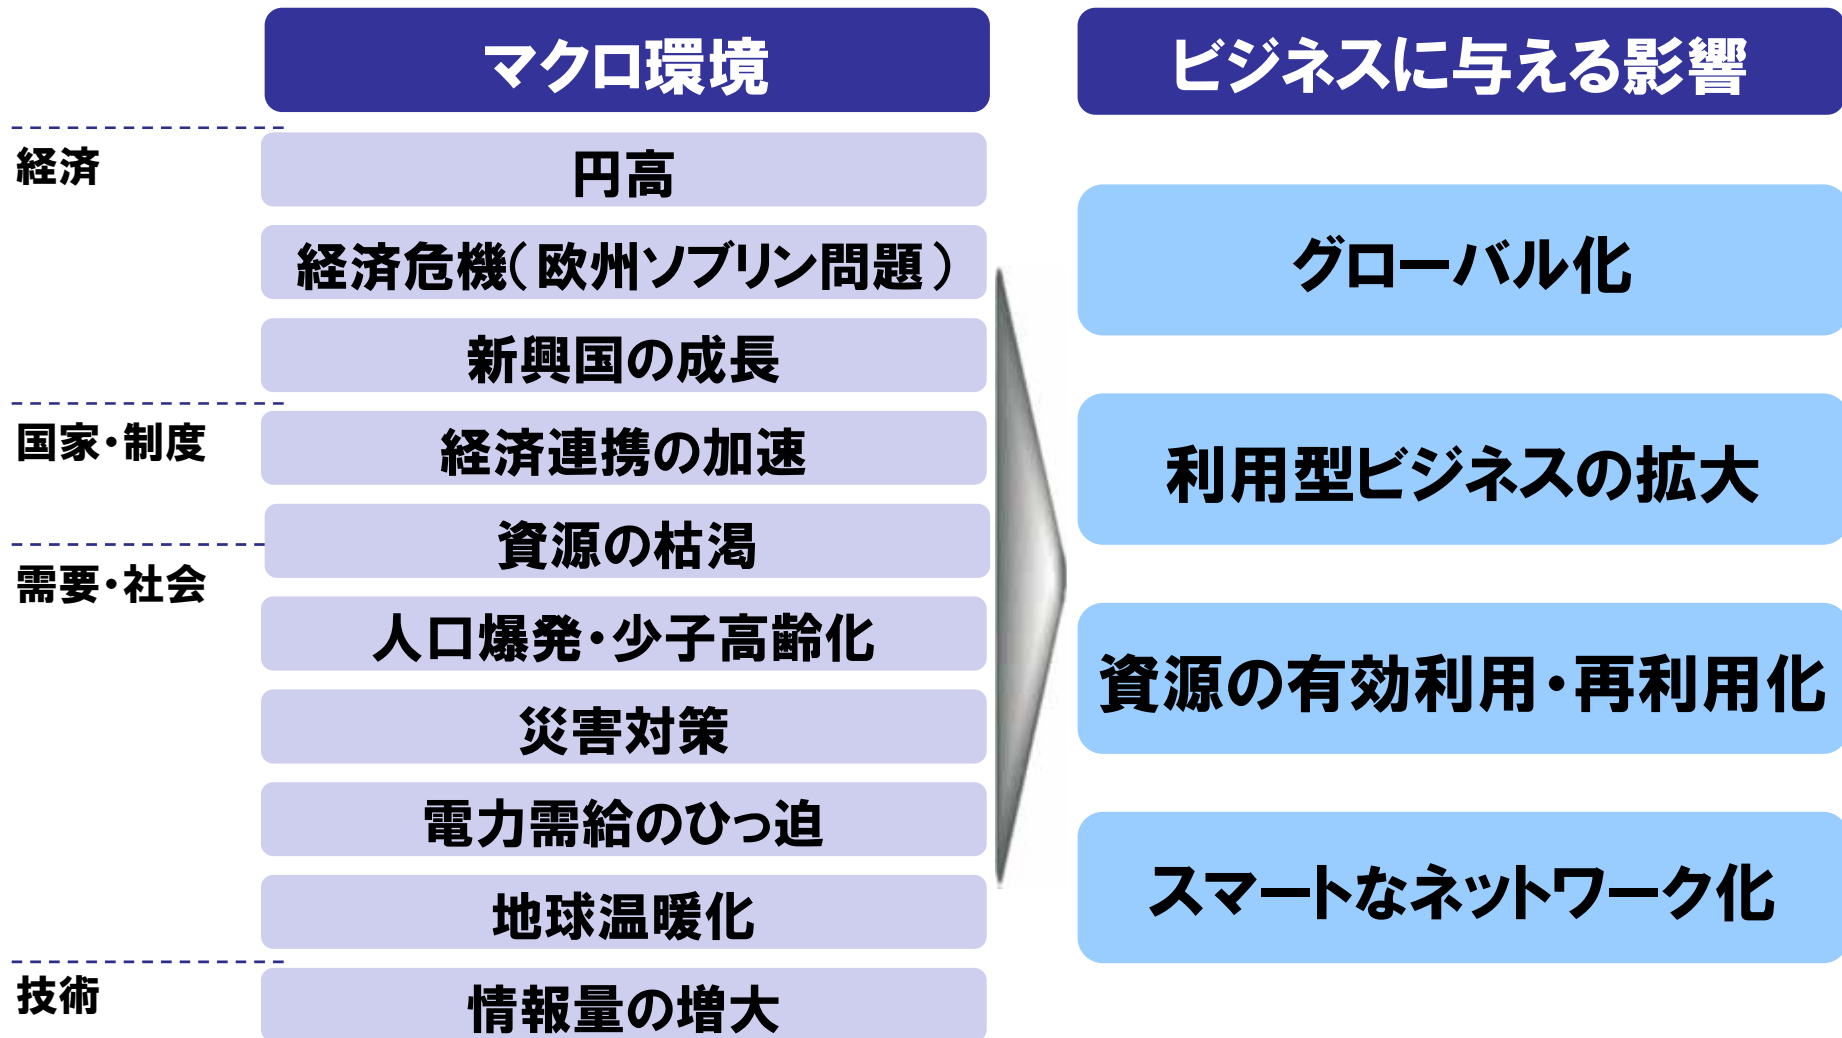 マクロ環境
ビジネスに与える影響
経済
円高
経済危機（欧州ソブリン問題）
新興国の成長
国家・制度
経済連携の加速
需要・社会
資源の枯渇
人口爆発・少子高齢化
災害対策
電力需給のひっ迫
地球温暖化
技術
情報量の増大
グローバル化
利用型ビジネスの拡大
資源の有効利用・再利用化
スマートなネットワーク化